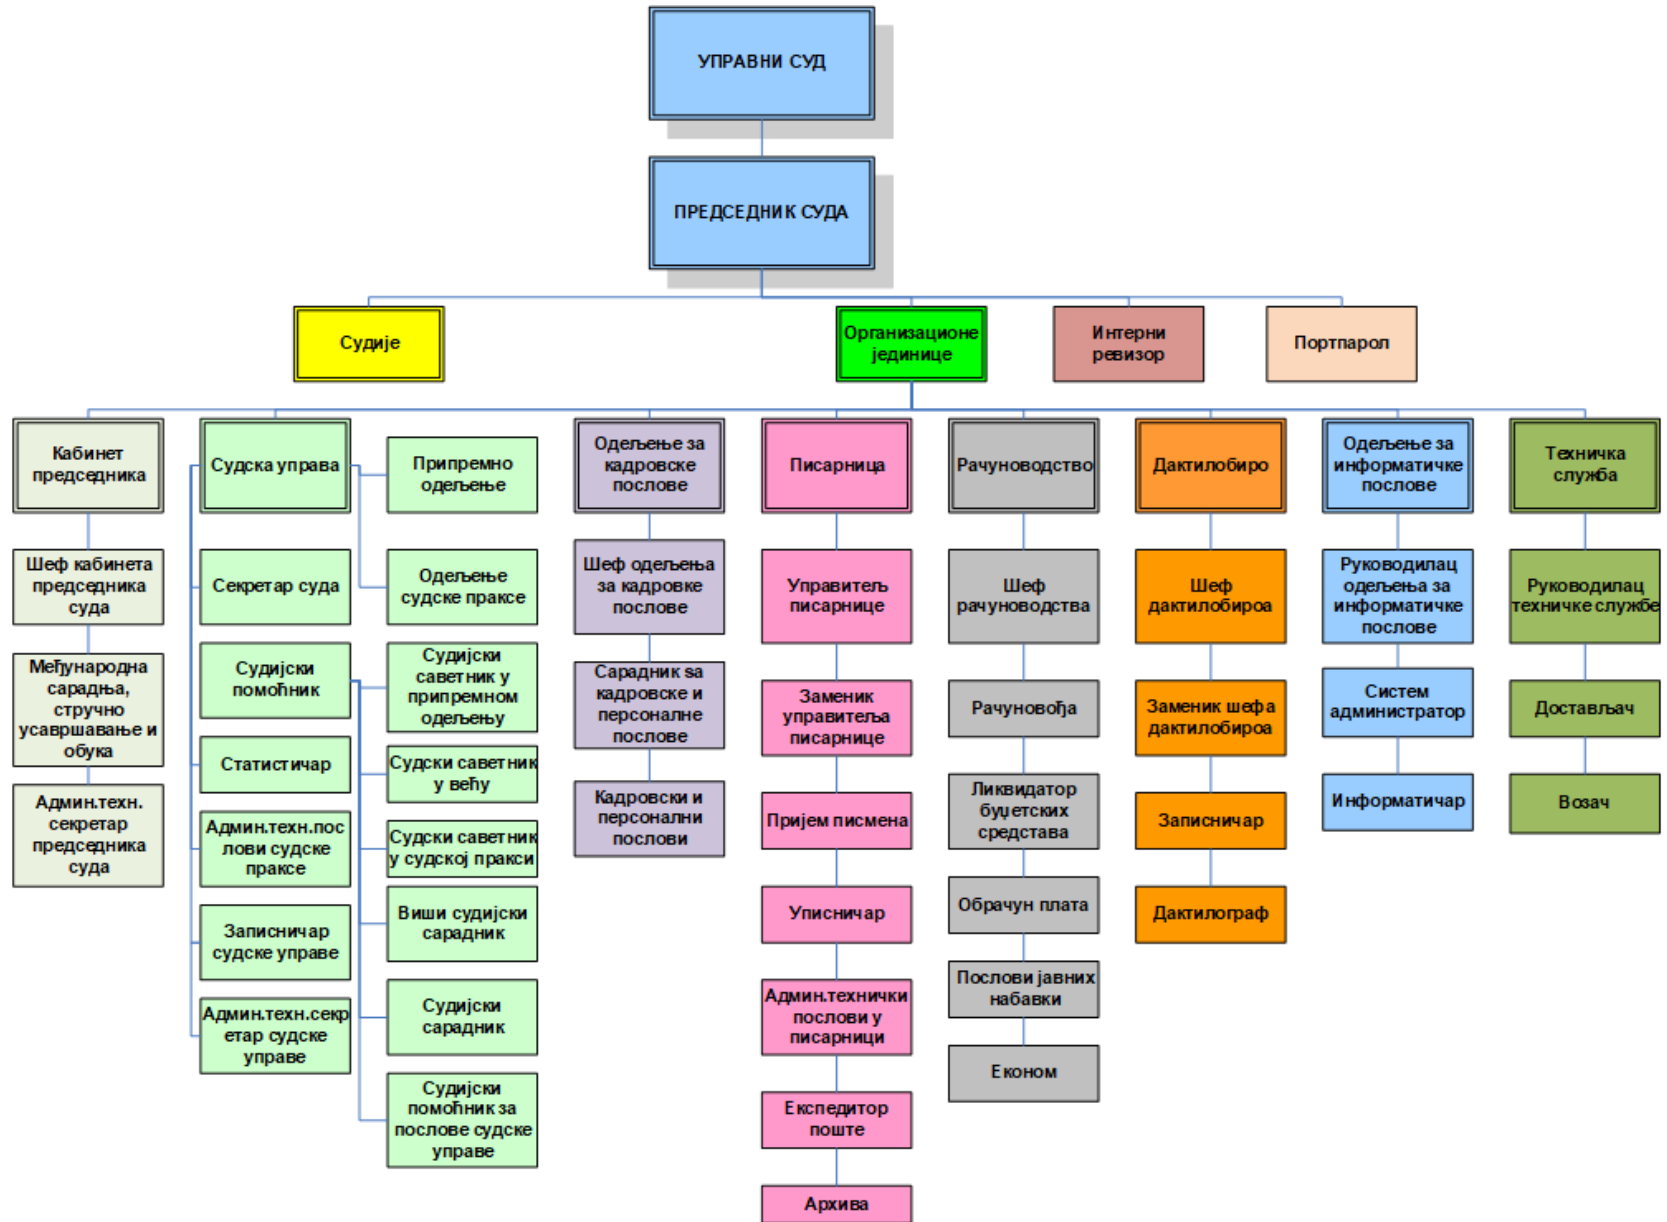 УПРАВНИ СУД
ПРЕДСЕДНИК СУДА
Судије
Организационе
јединице
Интерни
ревизор
Портпарол
Кабинет
председника
Судска управа
Припремно
одељење
Одељење за
кадровске
послове
Писарница
Рачуноводство
Дактилобиро
Одељење за
информатичке
послове
Техничка
служба
Шеф кабинета
председника
суда
Међународна
сарадња,
стручно
усавршавање и
обука
Админ.техн.
секретар
председника
суда
Секретар суда
Одељење
судске праксе
Судијски
помоћник
Статистичар
Админ.техн.пос
лови судске
праксе
Записничар
судске управе
Админ.техн.секр
етар судске
управе
Судијски
саветник у
припремном
одељењу
Судски саветник
у већу
Судски саветник
у судској пракси
Виши судијски
сарадник
Судијски
сарадник
Судијски
помоћник за
послове судске
управе
Шеф одељења
за кадровке
послове
Сарадник ѕа
кадровске и
персоналне
послове
Кадровски и
персонални
послови
Управитељ
писарнице
Заменик
управитеља
писарнице
Пријем писмена
Уписничар
Админ.технички
послови у
писарници
Експедитор
поште
Архива
Шеф
рачуноводства
Рачуновођа
Ликвидатор
буџетских
средстава
Обрачун плата
Послови јавних
набавки
Економ
Шеф
дактилобироа
Заменик шефа
дактилобироа
Записничар
Дактилограф
Руководилац
одељења за
информатичке
послове
Систем
администратор
Информатичар
Руководилац
техничке службе
Достављач
Возач